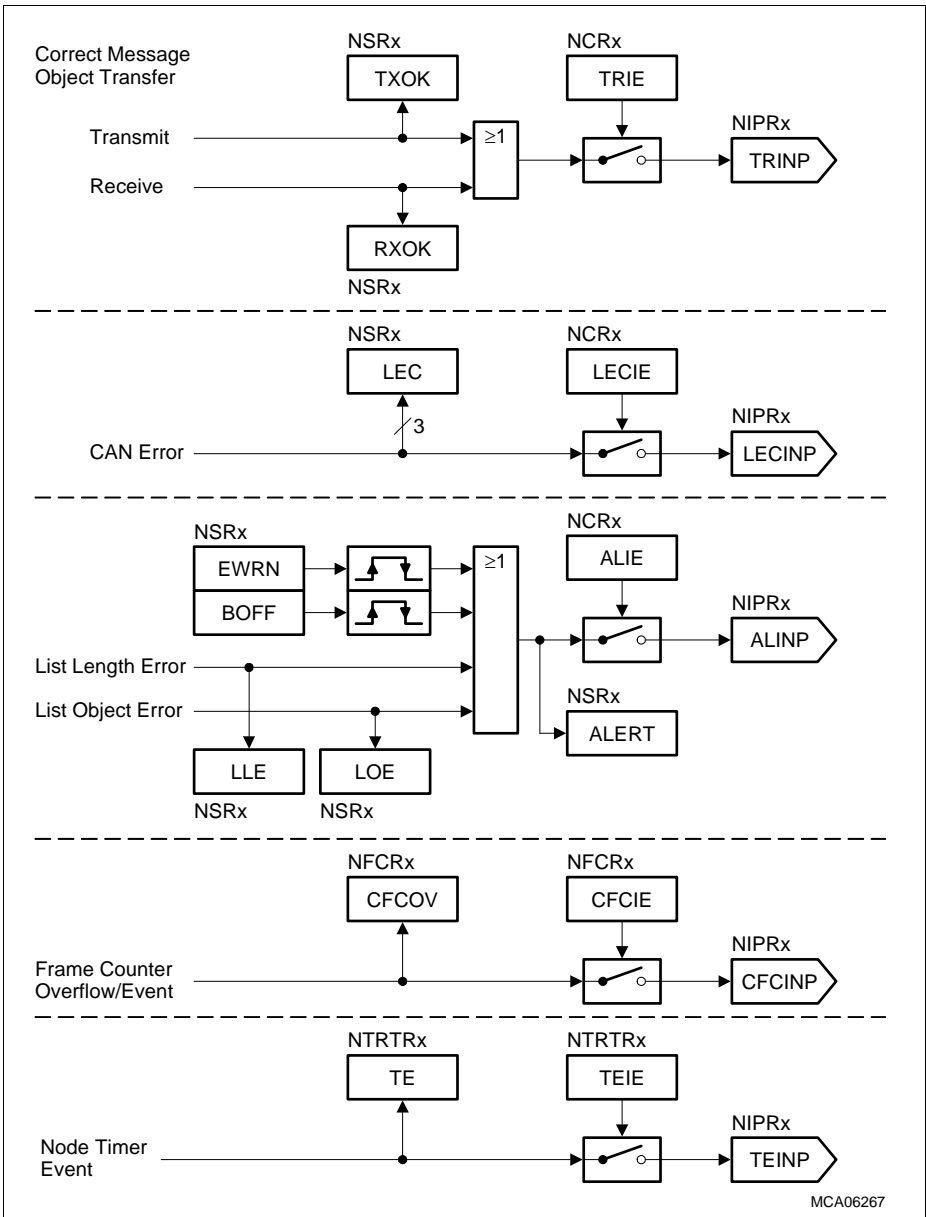 Correct Message
Object Transfer
NSRx
TXOK
NCRx
TRIE
Transmit
≥1
NIPRx
TRINP
Receive
RXOK
NSRx
NSRx
LEC
NCRx
LECIE
3
CAN Error
NIPRx
LECINP
NSRx
EWRN
BOFF
≥1
NCRx
ALIE
NIPRx
ALINP
List Length Error
List Object Error
NSRx
ALERT
LLE
LOE
NSRx
NSRx
NFCRx
CFCOV
NFCRx
CFCIE
NIPRx
CFCINP
Frame Counter
Overflow/Event
NTRTRx
TE
NTRTRx
TEIE
NIPRx
TEINP
Node Timer
Event
MCA06267